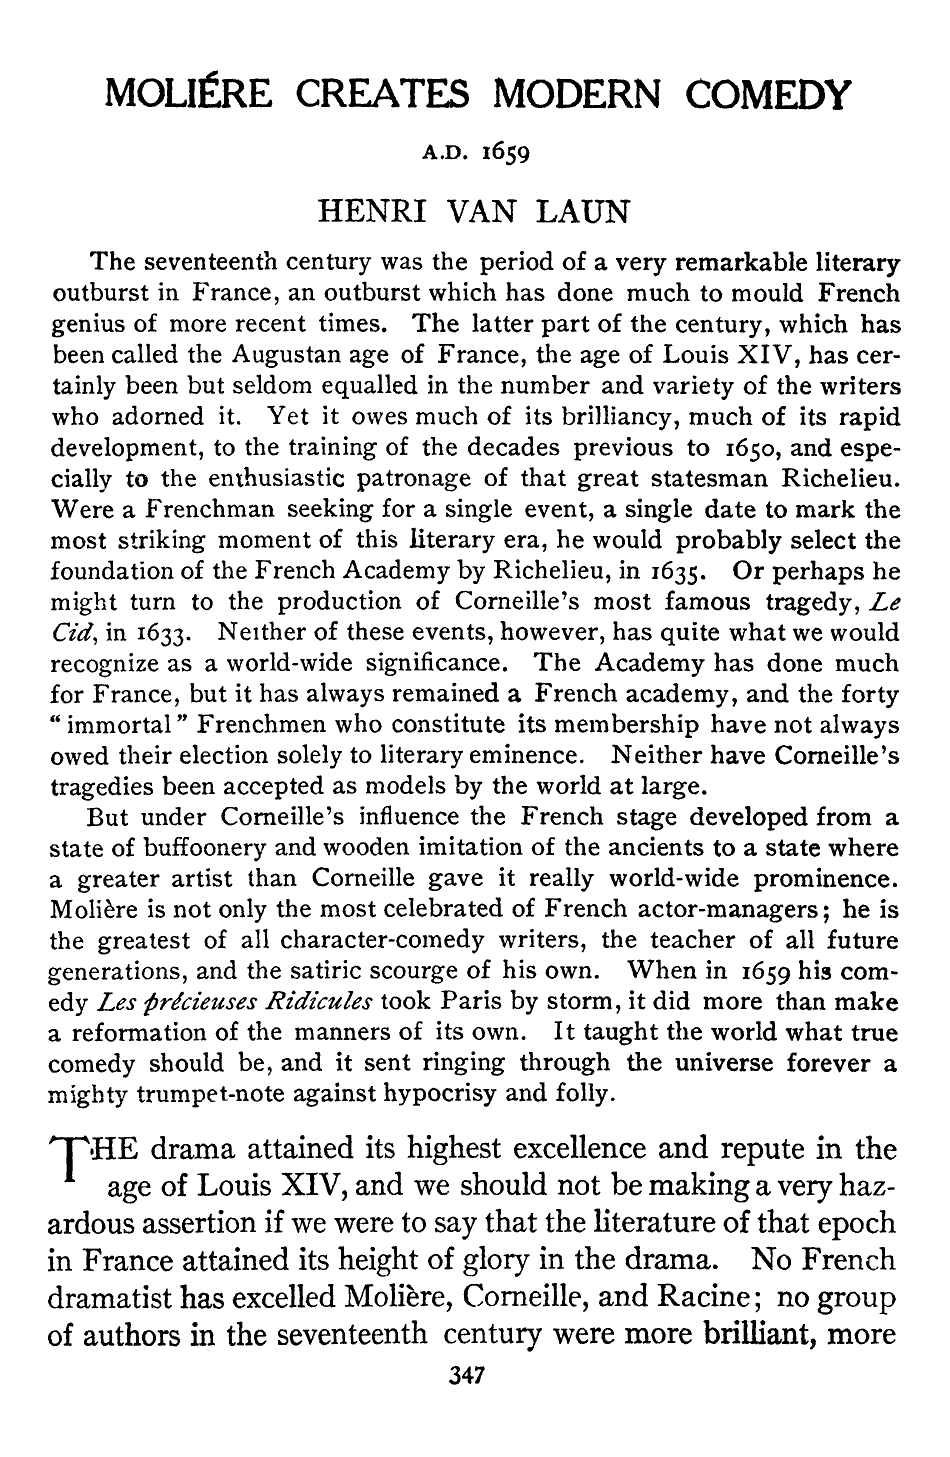 MOLIÉRE CREATES MODERN COMEDY
A.D. 1659
HENRI VAN LAUN
The seventeenth century was the period of a very remarkable literary
outburst in France, an outburst which has done much to mould French
genius of more recent times. The latter part of the century, which has
been called the Augustan age of France, the age of Louis XIV, has cer-
tainly been but seldom equalled in the number and variety of the writers
who adorned it. Yet it owes much of its brilliancy, much of its rapid
development, to the training of the decades previous to 1650, and espe-
cially to the enthusiastic patronage of that great statesman Richelieu.
Were a Frenchman seeking for a single event, a single date to mark the
most striking moment of this literary era, he would probably select the
foundation of the French Academy by Richelieu, in 1635. Or perhaps he
might turn to the production of Corneille's most famous tragedy, Le
Cid, in 1633. Neither of these events, however, has quite what we would
recognize as a world-wide significance. The Academy has done much
for France, but it has always remained a French academy, and the forty
"immortal" Frenchmen who constitute its membership have not always
owed their election solely to literary eminence. Neither have Corneille's
tragedies been accepted as models by the world at large.
But under Corneille's influence the French stage developed from a
state of buffoonery and wooden imitation of the ancients to a state where
a greater artist than Corneille gave it really world-wide prominence.
Molière is not only the most celebrated of French actor-managers; he is
the greatest of all character-comedy writers, the teacher of all future
generations, and the satiric scourge of his own. When in 1659 his com-
edy Les précieuses Ridicules took Paris by storm, it did more than make
a reformation of the manners of its own. It taught the world what true
comedy should be, and it sent ringing through the universe forever a
mighty trumpet-note against hypocrisy and folly.
THE drama attained its highest excellence and repute in the
age of Louis XIV, and we should not be making a very haz-
ardous assertion if we were to say that the literature of that epoch
in France attained its height of glory in the drama. No French
dramatist has excelled Molière, Corneille, and Racine; no group
of authors in the seventeenth century were more brilliant, more
347